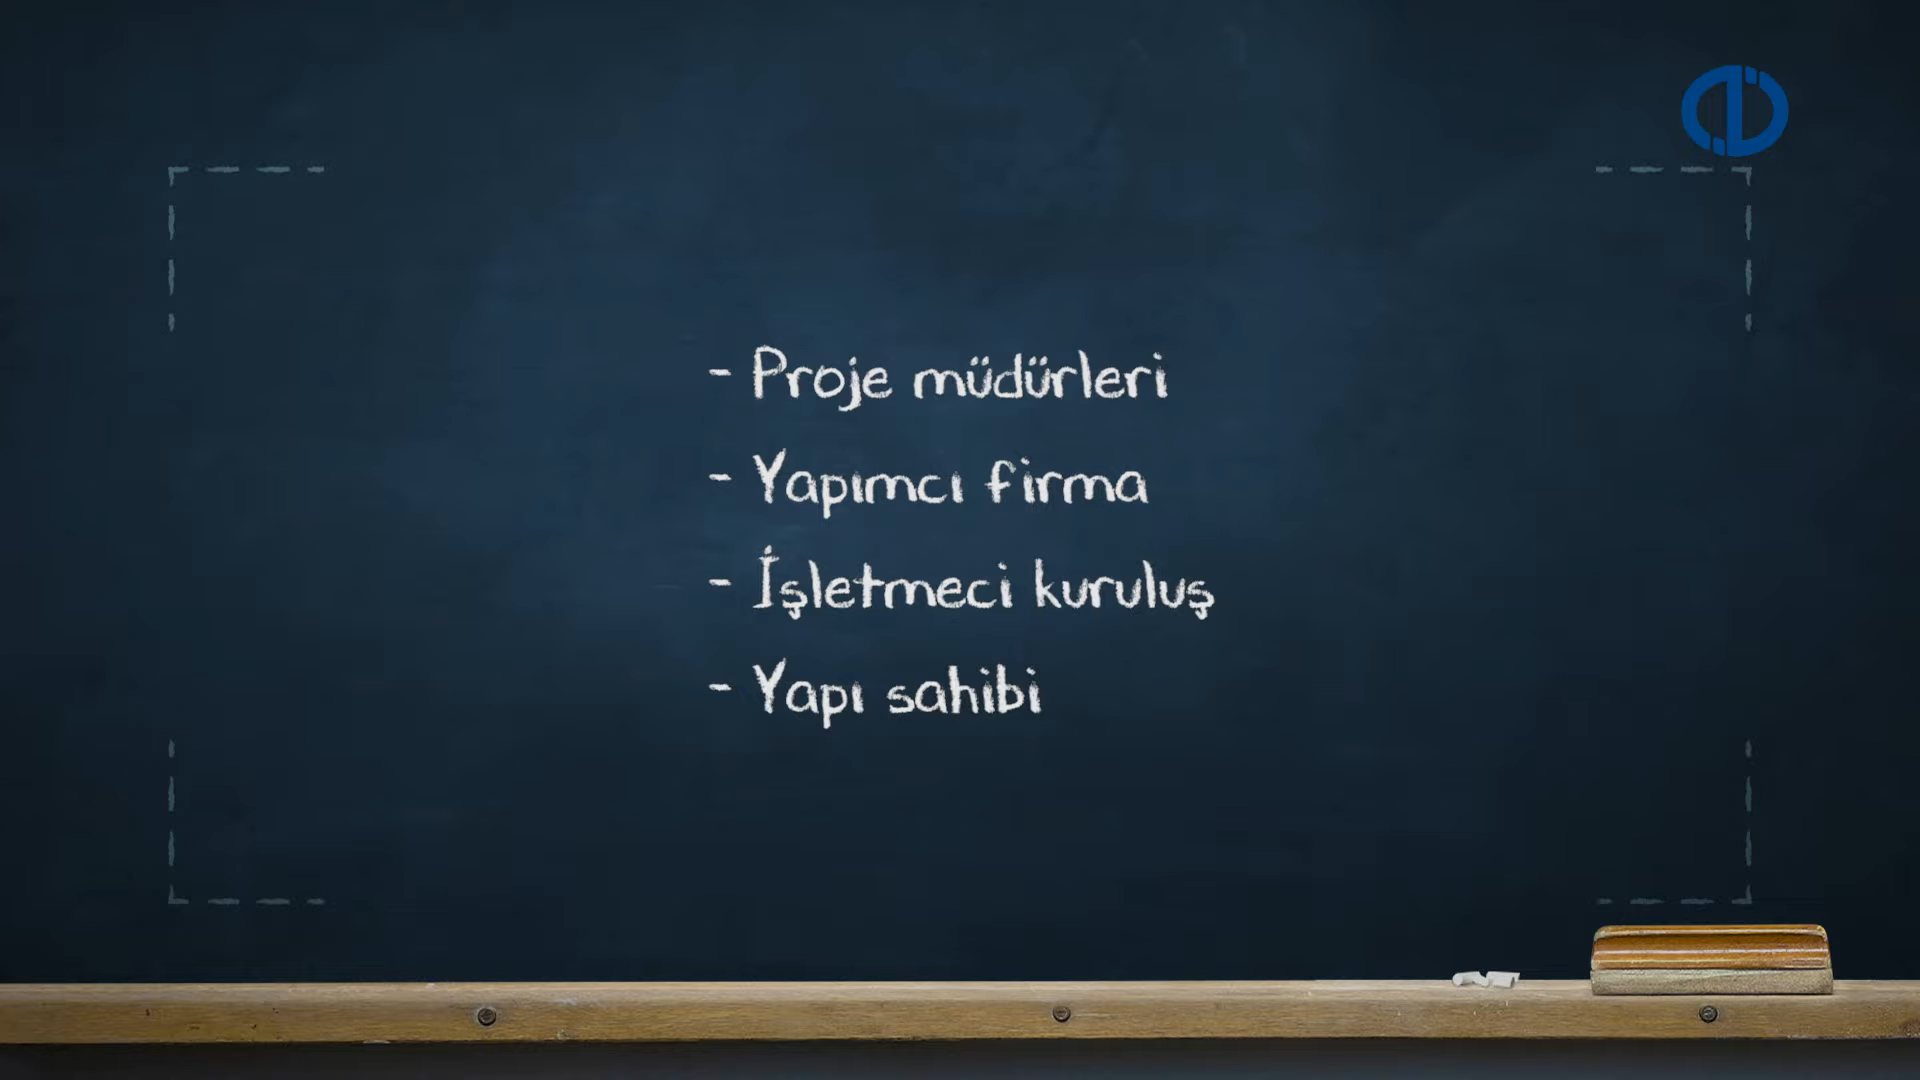 - Proje müdürleri
- Yapımcı firma
- İşletmeci kuruluş
- Yapı sahibi